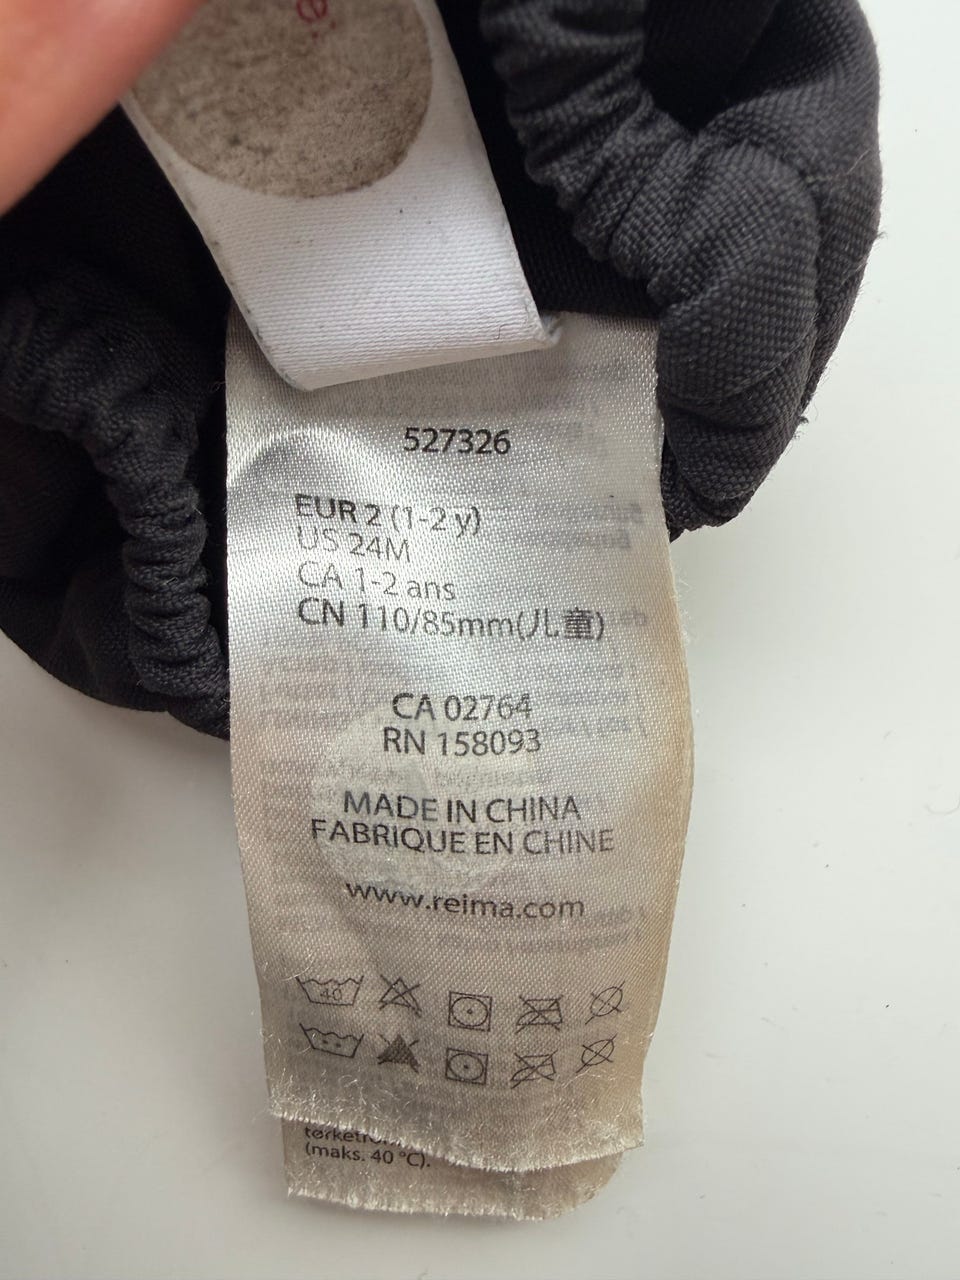 527326
EUR 2 (1-2 y)
US 24M
CA 1-2 ans
CN 110/85mm(儿童)
CA 02764
RN 158093
MADE IN CHINA
FABRIQUE EN CHINE
www.reima.com
40
(maks. 40 °C).